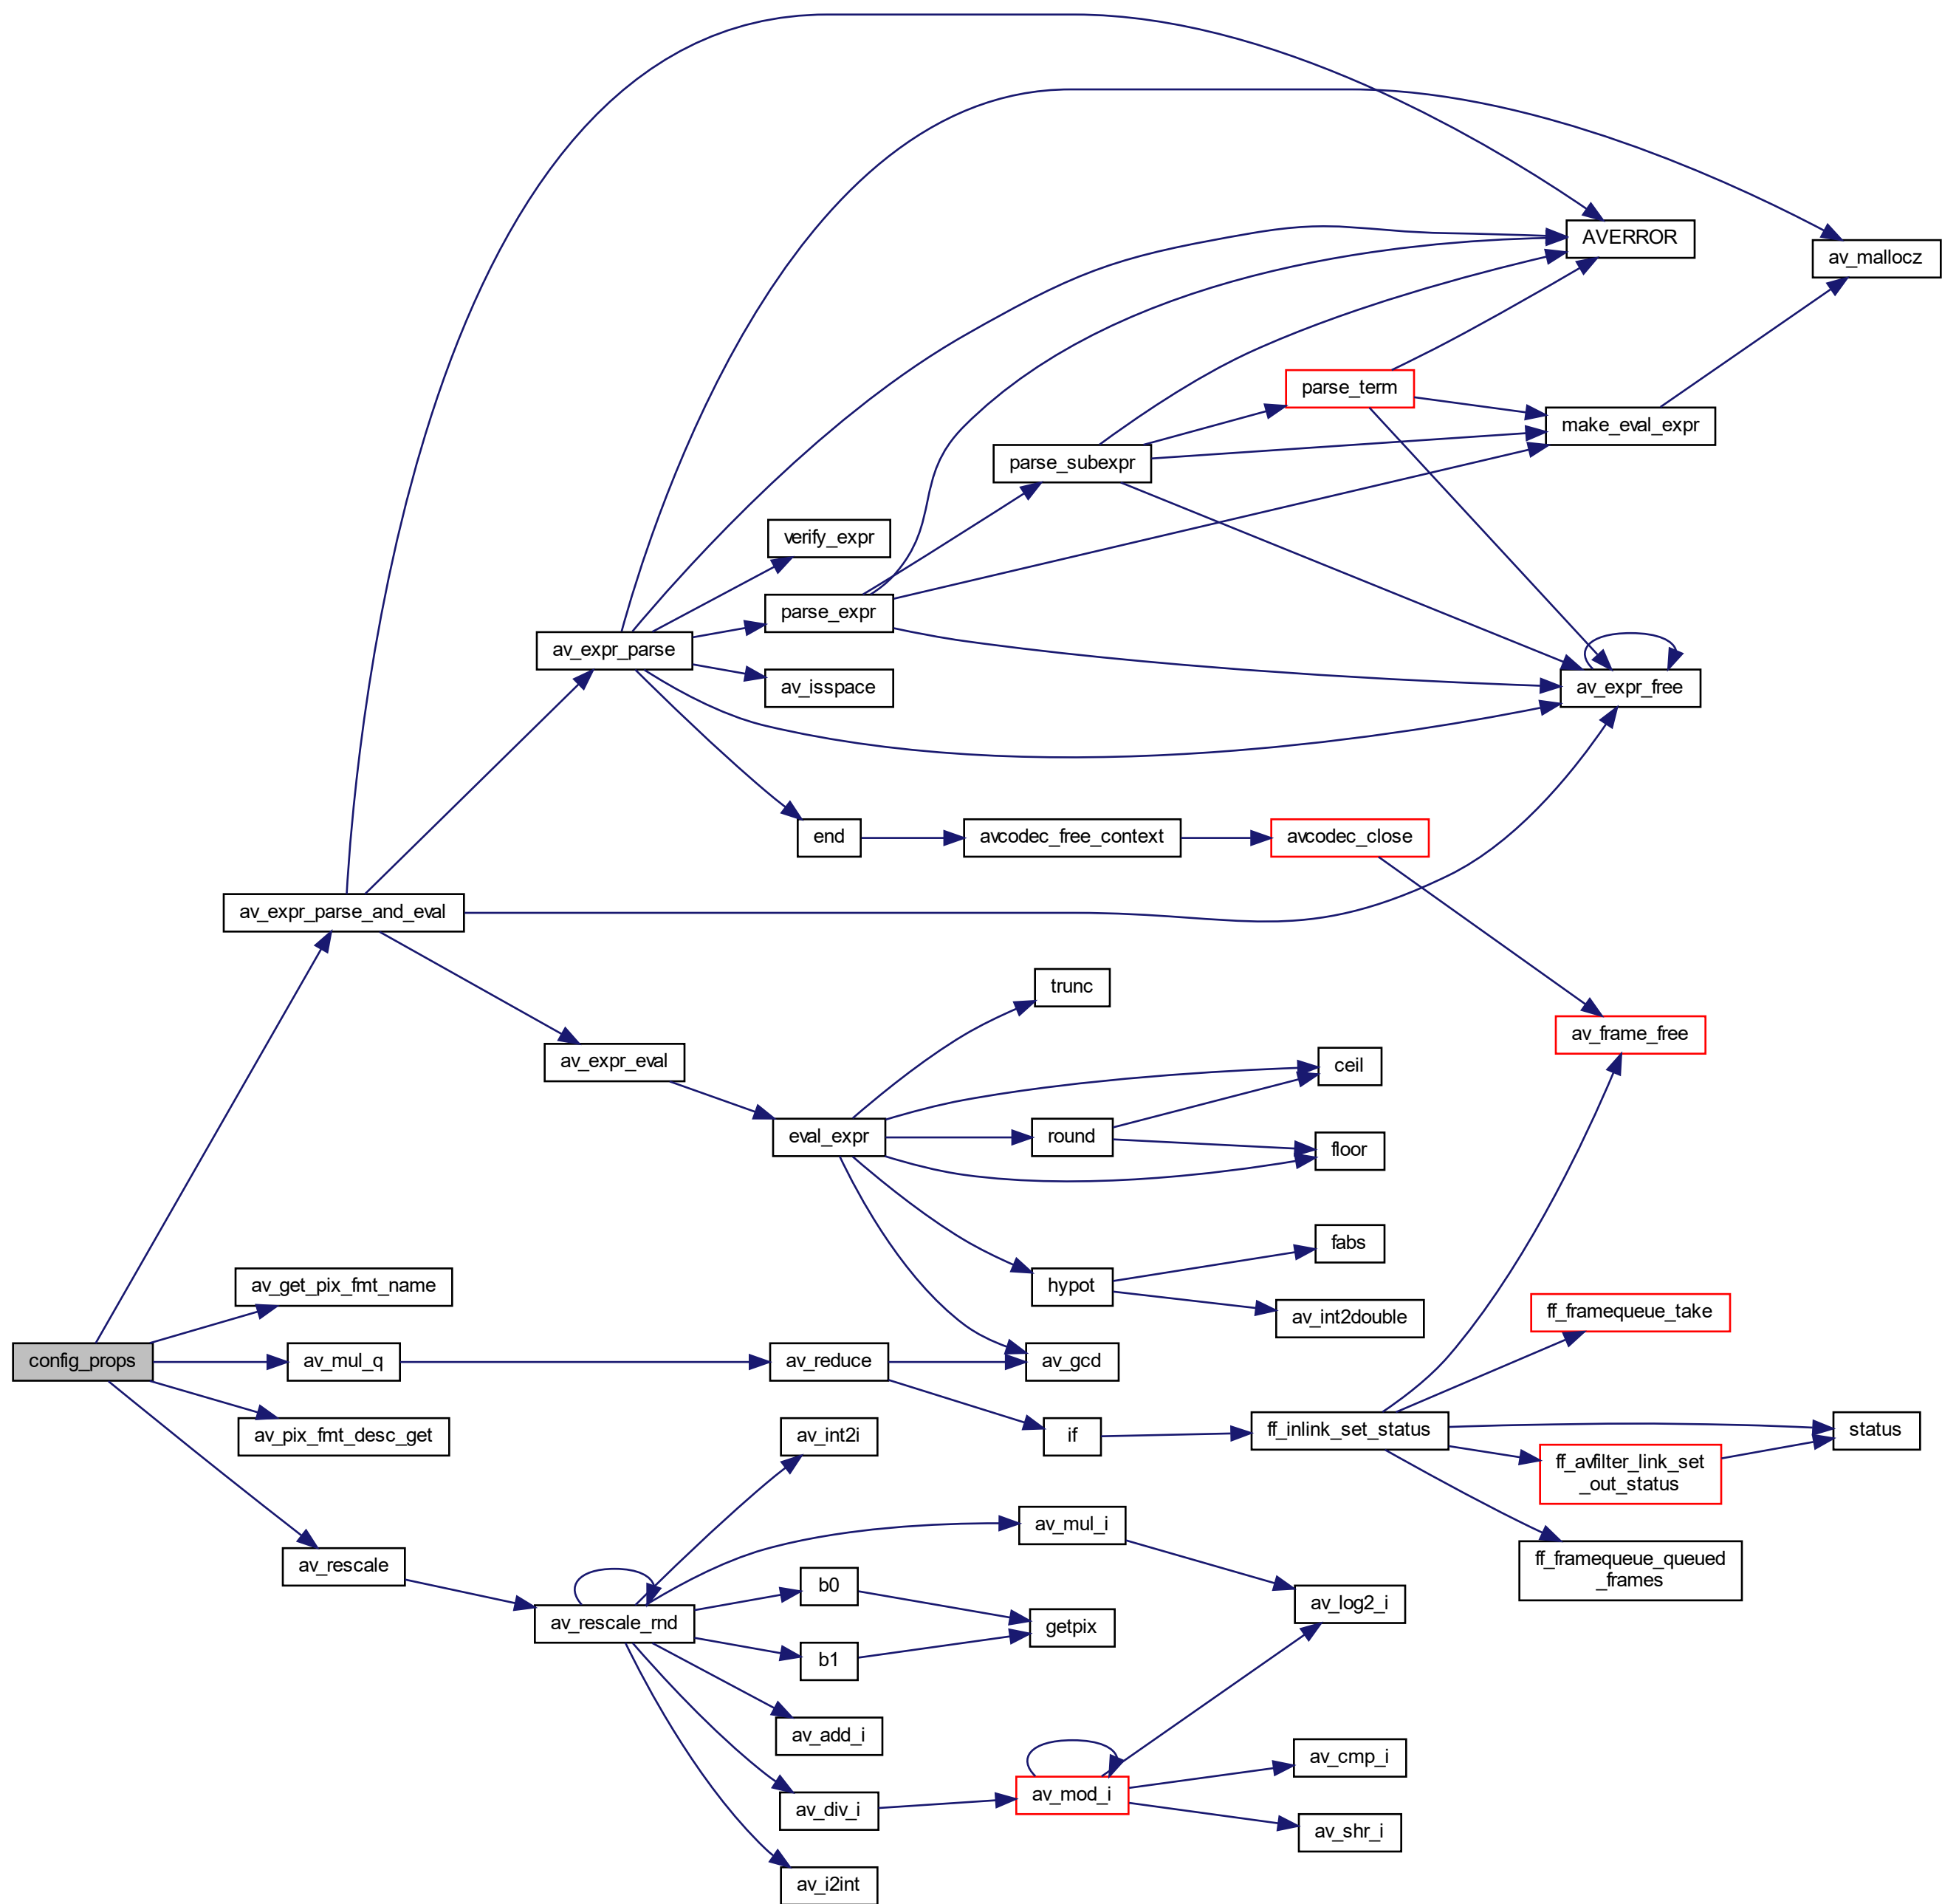 AVERROR
av_mallocz
parse_term
make_eval_expr
parse_subexpr
verify_expr
parse_expr
av_expr_parse
av_isspace
av_expr_free
end
avcodec_free_context
avcodec_close
av_expr_parse_and_eval
trunc
av_frame_free
av_expr_eval
ceil
eval_expr
round
floor
fabs
av_get_pix_fmt_name
hypot
av_int2double
ff_framequeue_take
config_props
av_mul_q
av_reduce
av_gcd
av_pix_fmt_desc_get
av_int2i
if
ff_inlink_set_status
status
ff_avfilter_link_set
_out_status
av_mul_i
av_rescale
ff_framequeue_queued
_frames
b0
av_log2_i
av_rescale_rnd
getpix
b1
av_add_i
av_cmp_i
av_mod_i
av_div_i
av_shr_i
av_i2int